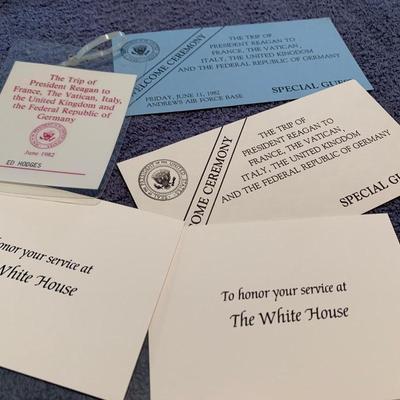 The Trip of
President Reagan to
France, The Vatican, Italy,
the United Kingdom and
the Federal Republic of
Germany
June 1982
ED HODGES
WELCOME CEREMONY
THE TRIP OF
PRESIDENT REAGAN TO
FRANCE, THE VATICAN,
ITALY, THE UNITED KINGDOM
AND THE FEDERAL REPUBLIC OF GERMANY
FRIDAY, JUNE 11, 1982
ANDREWS AIR FORCE BASE
SPECIAL GUEST
COME CEREMONY
THE TRIP OF
PRESIDENT REAGAN TO
FRANCE, THE VATICAN,
ITALY, THE UNITED KINGDOM
AND THE FEDERAL REPUBLIC OF GERMANY
SPECIAL GUES
To honor your service at
The White House
To honor your service at
The White House